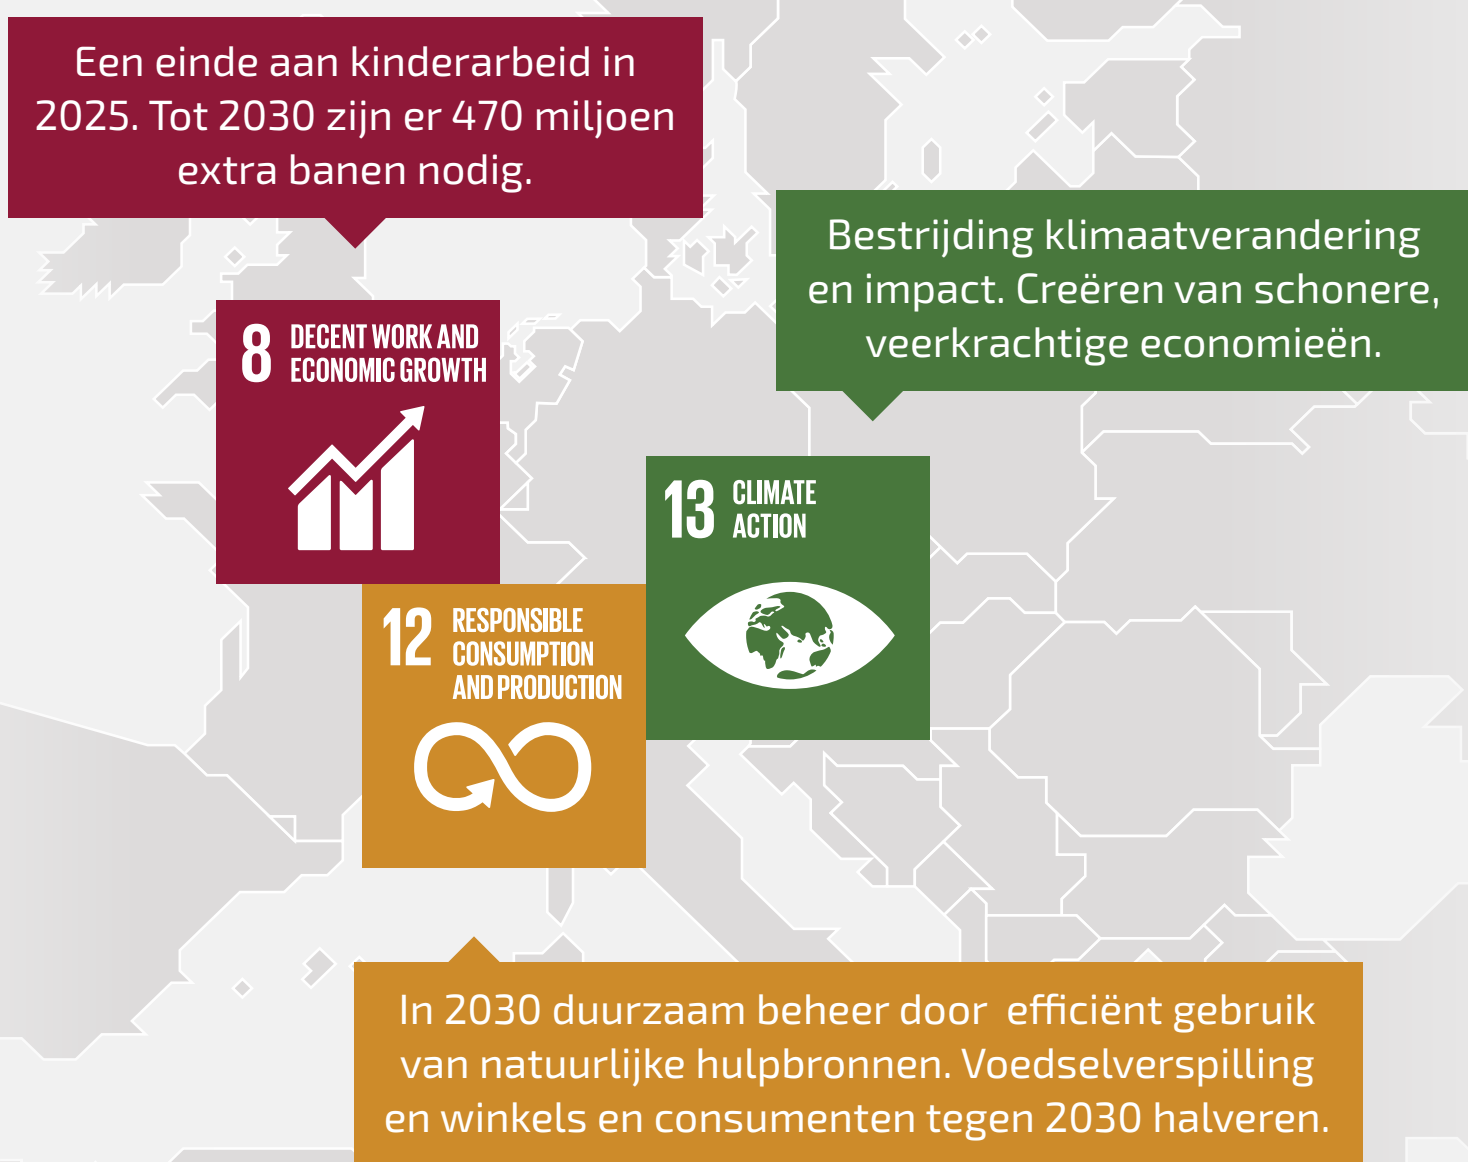 Een einde aan kinderarbeid in
2025. Tot 2030 zijn er 470 miljoen
extra banen nodig.
Bestrijding klimaatverandering
en impact. Creëren van schonere,
veerkrachtige economieën.
8 DECENT WORK AND
ECONOMIC GROWTH
13 CLIMATE
ACTION
12 RESPONSIBLE
CONSUMPTION
AND PRODUCTION
In 2030 duurzaam beheer door efficiënt gebruik
van natuurlijke hulpbronnen. Voedselverspilling
en winkels en consumenten tegen 2030 halveren.